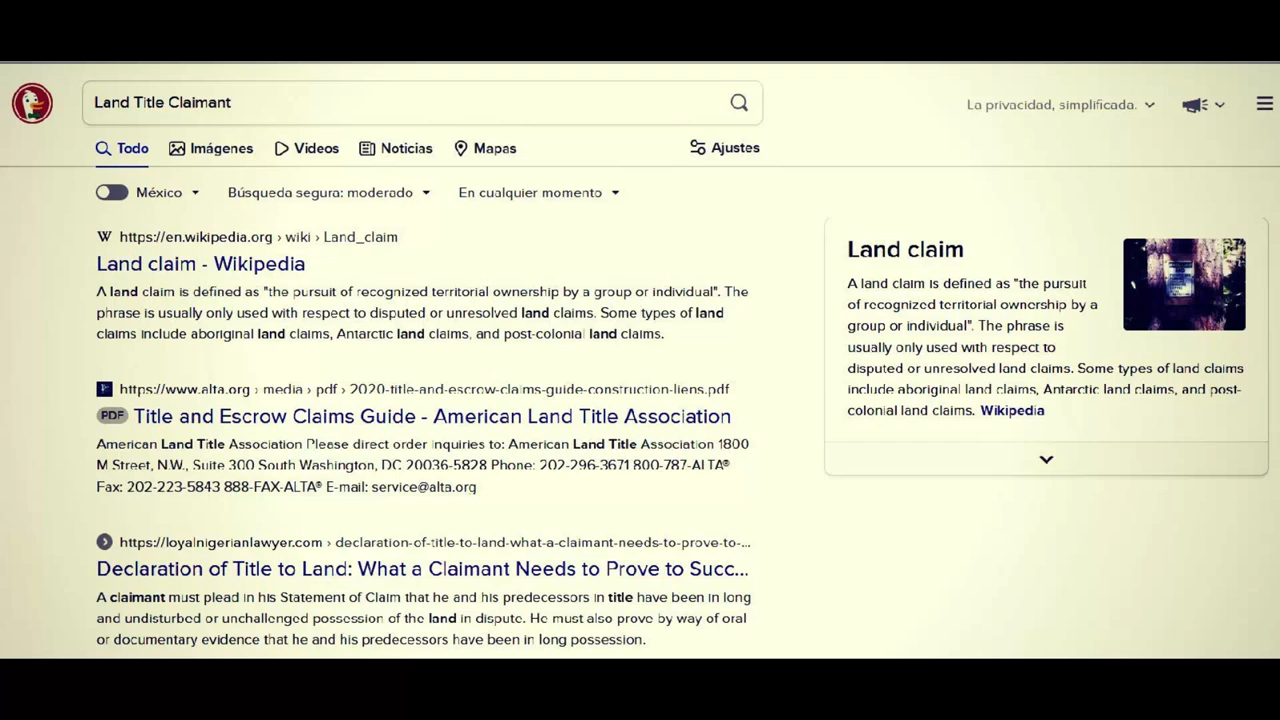 Land Title Claimant
La privacidad, simplificada.
Todo Imágenes Videos Noticias Mapas Ajustes
México Búsqueda segura: moderado En cualquier momento
W https://en.wikipedia.org › wiki › Land_claim
Land claim - Wikipedia
A land claim is defined as "the pursuit of recognized territorial ownership by a group or individual". The
phrase is usually only used with respect to disputed or unresolved land claims. Some types of land
claims include aboriginal land claims, Antarctic land claims, and post-colonial land claims.
https://www.alta.org › media › pdf › 2020-title-and-escrow-claims-guide-construction-liens.pdf
PDF Title and Escrow Claims Guide - American Land Title Association
American Land Title Association Please direct order inquiries to: American Land Title Association 1800
M Street, N.W., Suite 300 South Washington, DC 20036-5828 Phone: 202-296-3671 800-787-ALTA®
Fax: 202-223-5843 888-FAX-ALTA® E-mail: service@alta.org
https://loyalnigerianlawyer.com › declaration-of-title-to-land-what-a-claimant-needs-to-prove-to-...
Declaration of Title to Land: What a Claimant Needs to Prove to Succ...
A claimant must plead in his Statement of Claim that he and his predecessors in title have been in long
and undisturbed or unchallenged possession of the land in dispute. He must also prove by way of oral
or documentary evidence that he and his predecessors have been in long possession.
Land claim
A land claim is defined as "the pursuit
of recognized territorial ownership by a
group or individual". The phrase is
usually only used with respect to
disputed or unresolved land claims. Some types of land claims
include aboriginal land claims, Antarctic land claims, and post-
colonial land claims. Wikipedia